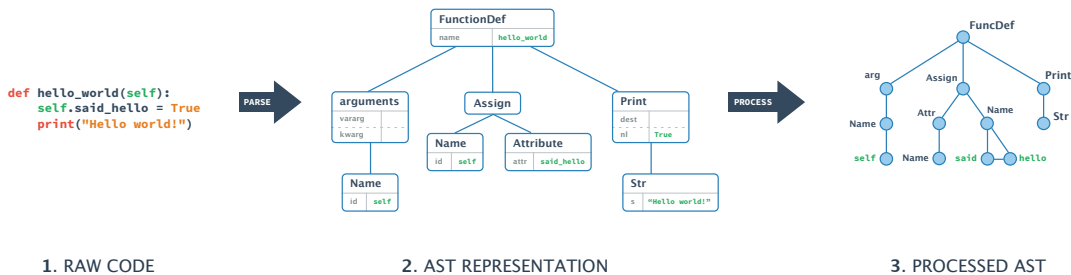 def hello_world(self):
self.said_hello = True
print("Hello world!")
PARSE
FunctionDef
name hello_world
arguments
vararg
kwarg
Assign
Print
dest
nl True
Name
id self
Attribute
attr said_hello
Name
id self
Str
s "Hello world!"
PROCESS
FuncDef
arg
Assign
Print
Name
Attr
Name
Str
self
Name
said
hello
1. RAW CODE
2. AST REPRESENTATION
3. PROCESSED AST